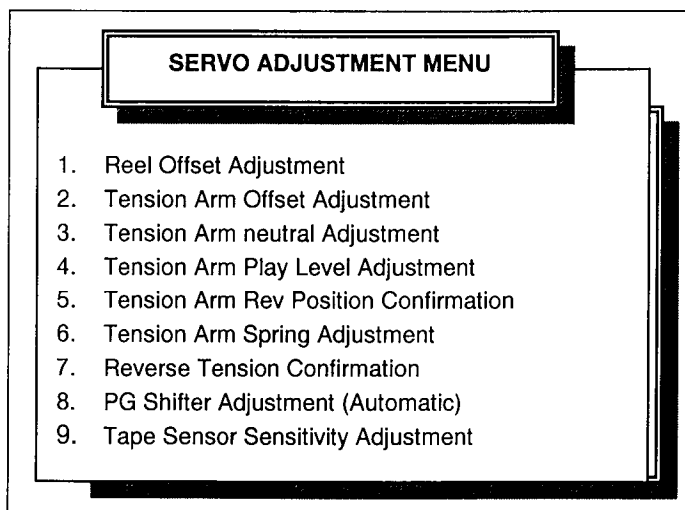 SERVO ADJUSTMENT MENU
1. Reel Offset Adjustment
2. Tension Arm Offset Adjustment
3. Tension Arm neutral Adjustment
4. Tension Arm Play Level Adjustment
5. Tension Arm Rev Position Confirmation
6. Tension Arm Spring Adjustment
7. Reverse Tension Confirmation
8. PG Shifter Adjustment (Automatic)
9. Tape Sensor Sensitivity Adjustment